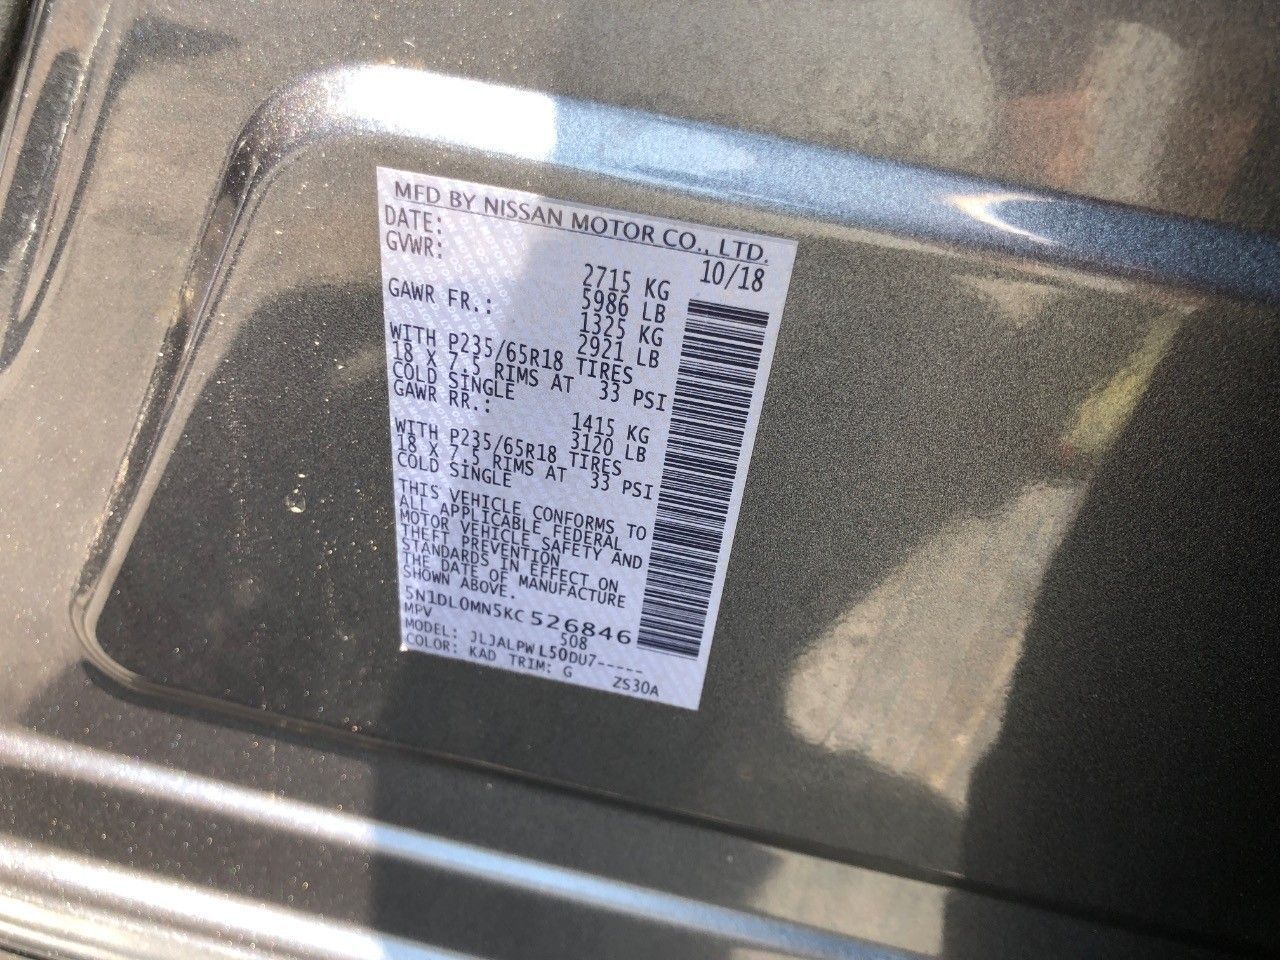 MFD BY NISSAN MOTOR CO., LTD.
DATE: 10/18
GVWR: 2715 KG
5986 LB
GAWR FR.: 1325 KG
2921 LB
WITH P235/65R18 TIRES
18 X 7.5 RIMS AT 33 PSI
COLD SINGLE
GAWR RR.: 1415 KG
3120 LB
WITH P235/65R18 TIRES
18 X 7.5 RIMS AT 33 PSI
COLD SINGLE
THIS VEHICLE CONFORMS TO
ALL APPLICABLE FEDERAL
MOTOR VEHICLE SAFETY AND
THEFT PREVENTION
STANDARDS IN EFFECT ON
THE DATE OF MANUFACTURE
SHOWN ABOVE.
5N1DL0MN5KC526846
MPV 508
MODEL: JLJALPWL50DU7-----
COLOR: KAD TRIM: G ZS30A